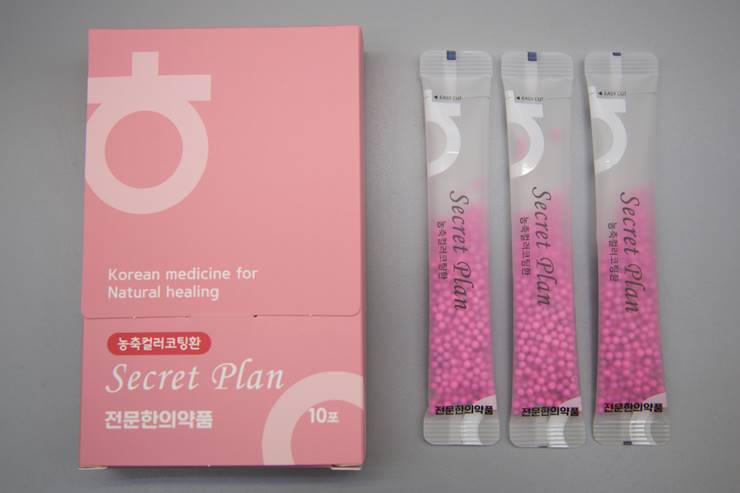 Korean medicine for
Natural healing
농축컬러코팅환
Secret Plan
전문한의약품
10포
◀ EASY CUT
Secret Plan
농축컬러코팅환
전문한의약품
◀ EASY CUT
Secret Plan
농축컬러코팅환
전문한의약품
◀ EASY CUT
Secret Plan
농축컬러코팅환
전문한의약품